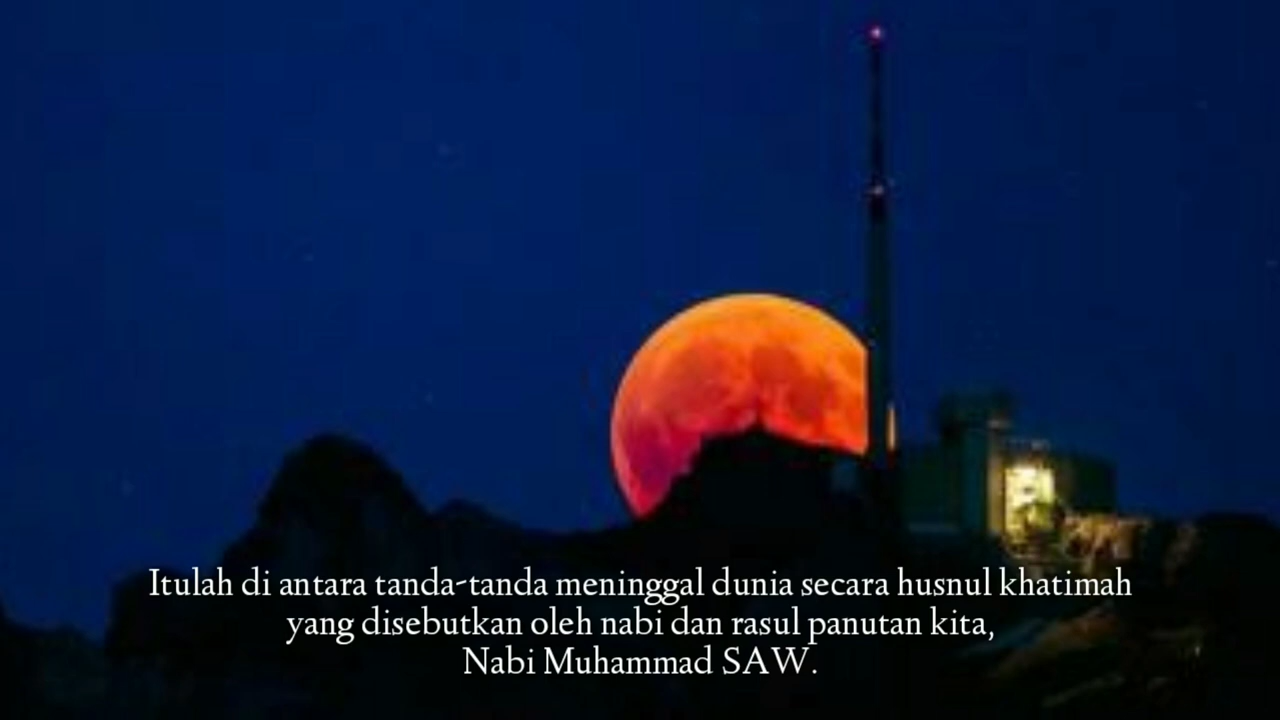 Itulah di antara tanda-tanda meninggal dunia secara husnul khatimah
yang disebutkan oleh nabi dan rasul panutan kita,
Nabi Muhammad SAW.